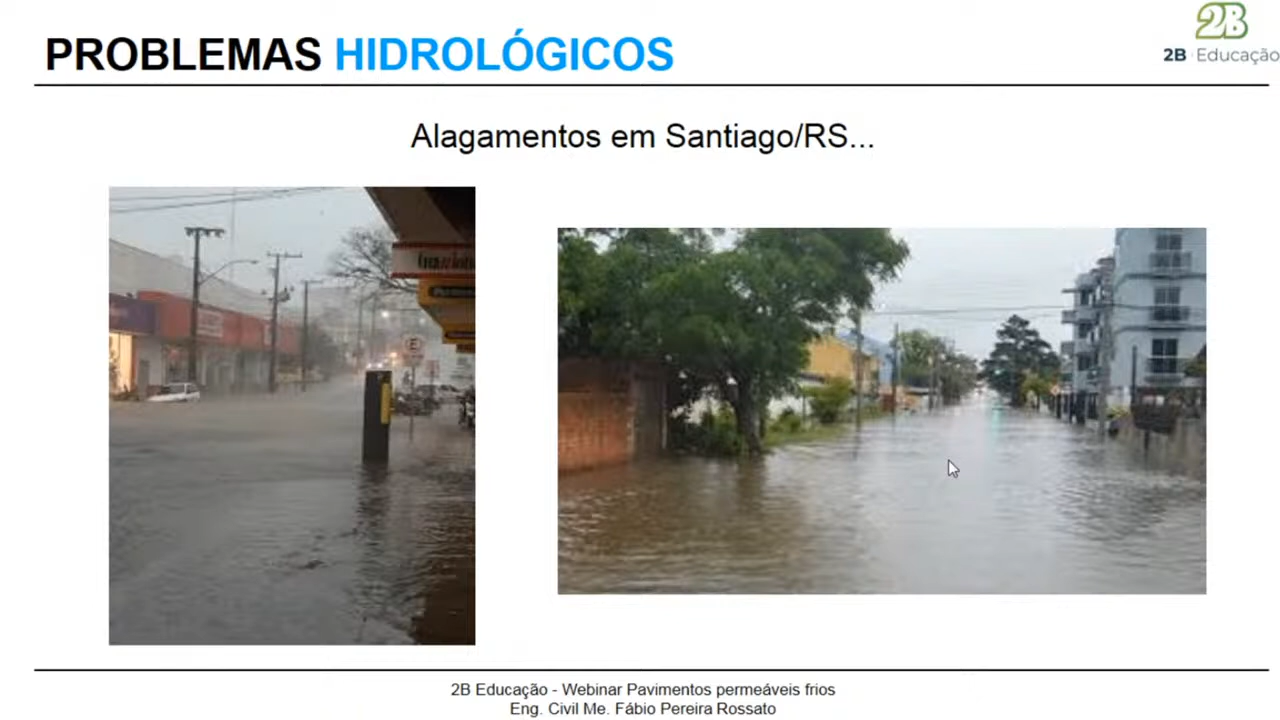 PROBLEMAS HIDROLÓGICOS
2B
2B Educação
Alagamentos em Santiago/RS...
E
2B Educação - Webinar Pavimentos permeáveis frios
Eng. Civil Me. Fábio Pereira Rossato